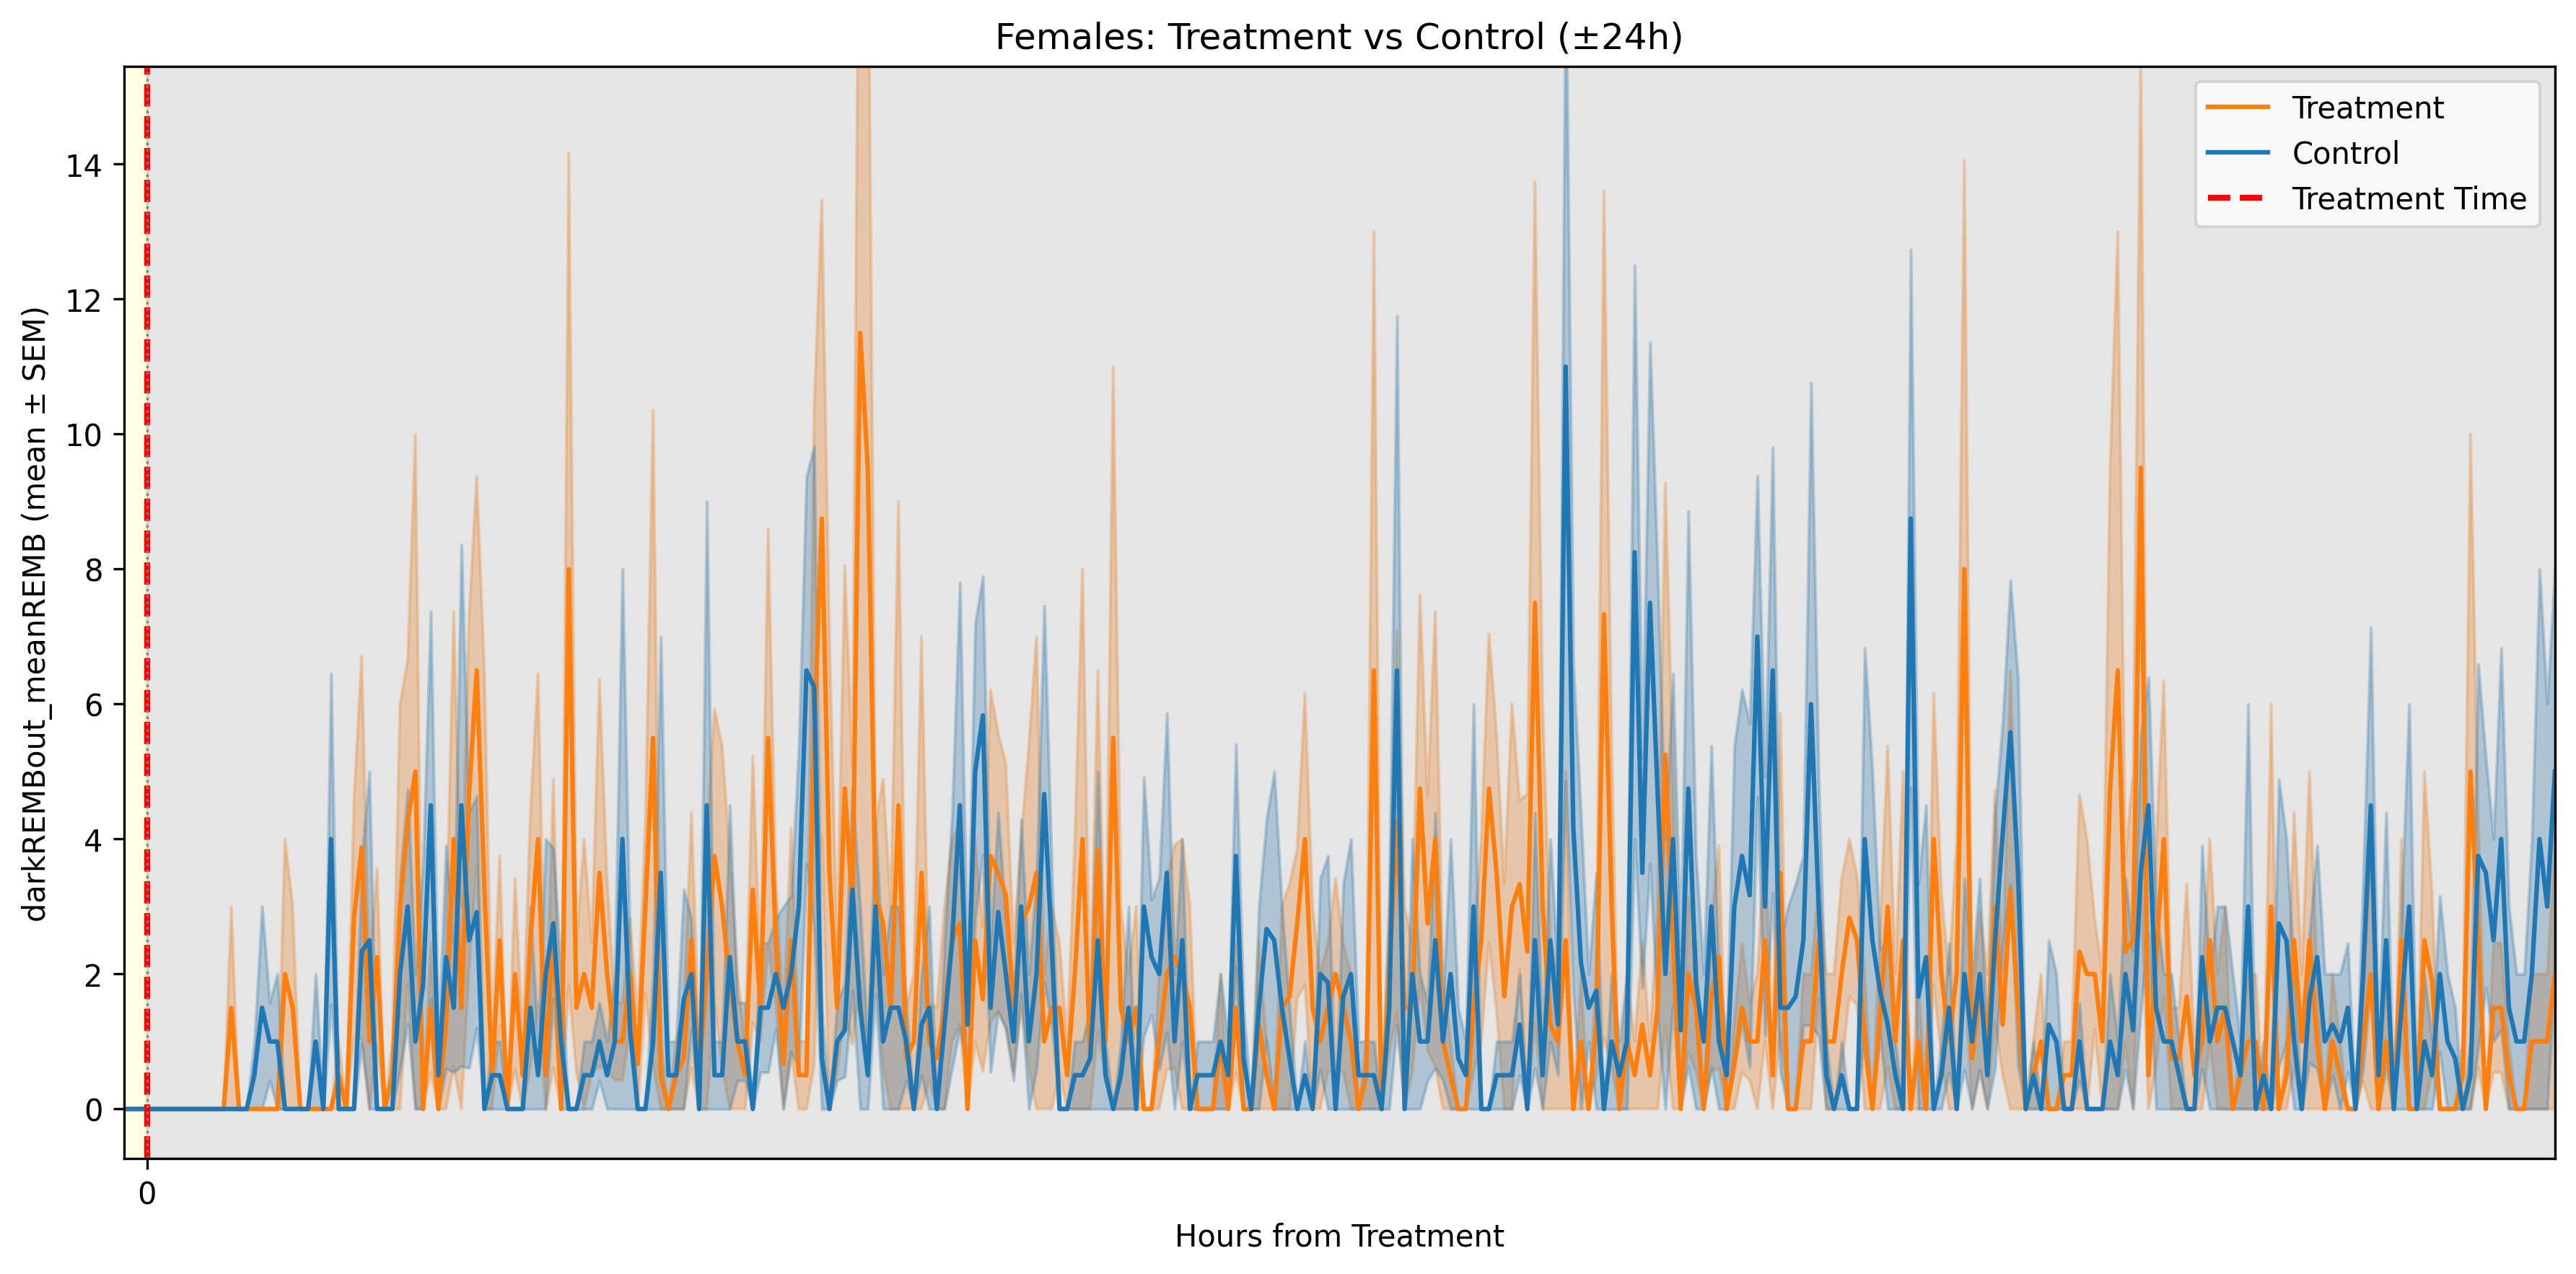 Females: Treatment vs Control (±24h)
Treatment
Control
Treatment Time
darkREMBout_meanREMB (mean ± SEM)
14
12
10
8
6
4
2
0
0
Hours from Treatment